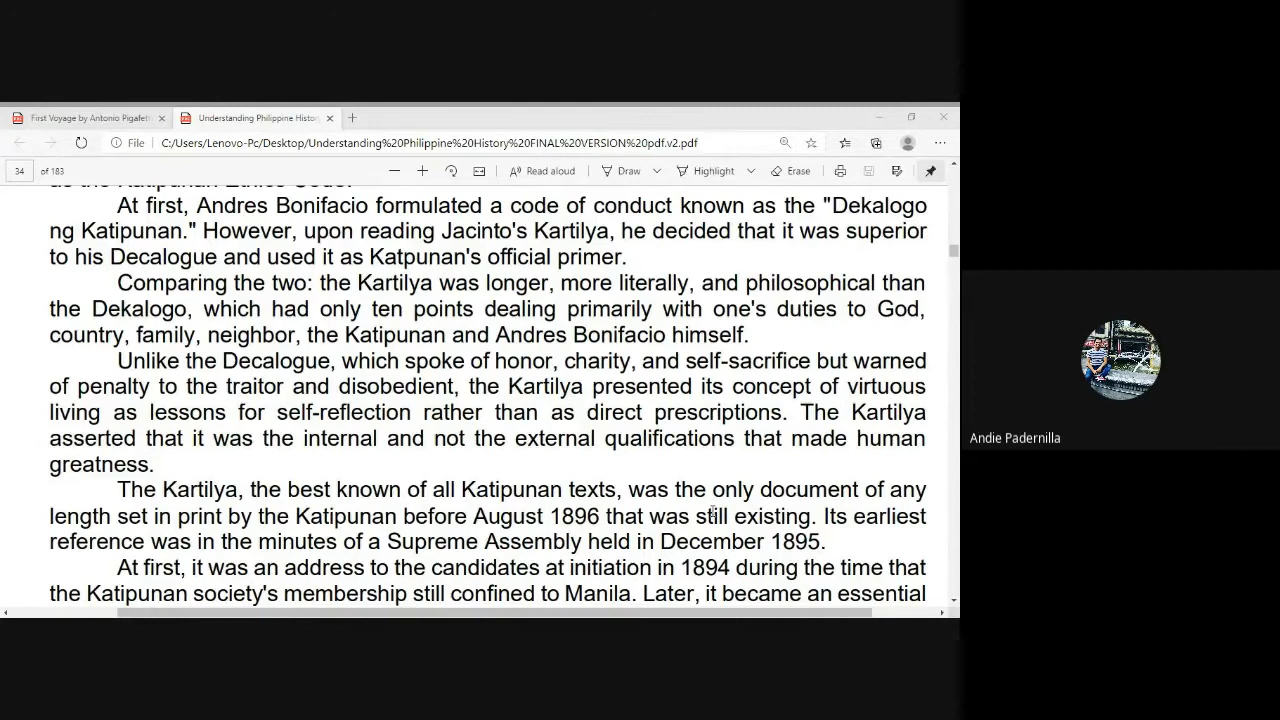 First Voyage by Antonio Pigafett
Understanding Philippine Histor
File
C:/Users/Lenovo-Pc/Desktop/Understanding%20Philippine%20History%20FINAL%20VERSION%20pdf.v2.pdf
34 of 183
Read aloud
Draw
Highlight
Erase
as the Katipunan Ethics Code.
At first, Andres Bonifacio formulated a code of conduct known as the "Dekalogo
ng Katipunan." However, upon reading Jacinto's Kartilya, he decided that it was superior
to his Decalogue and used it as Katpunan's official primer.
Comparing the two: the Kartilya was longer, more literally, and philosophical than
the Dekalogo, which had only ten points dealing primarily with one's duties to God,
country, family, neighbor, the Katipunan and Andres Bonifacio himself.
Unlike the Decalogue, which spoke of honor, charity, and self-sacrifice but warned
of penalty to the traitor and disobedient, the Kartilya presented its concept of virtuous
living as lessons for self-reflection rather than as direct prescriptions. The Kartilya
asserted that it was the internal and not the external qualifications that made human
greatness.
The Kartilya, the best known of all Katipunan texts, was the only document of any
length set in print by the Katipunan before August 1896 that was still existing. Its earliest
reference was in the minutes of a Supreme Assembly held in December 1895.
At first, it was an address to the candidates at initiation in 1894 during the time that
the Katipunan society's membership still confined to Manila. Later, it became an essential
Andie Padernilla